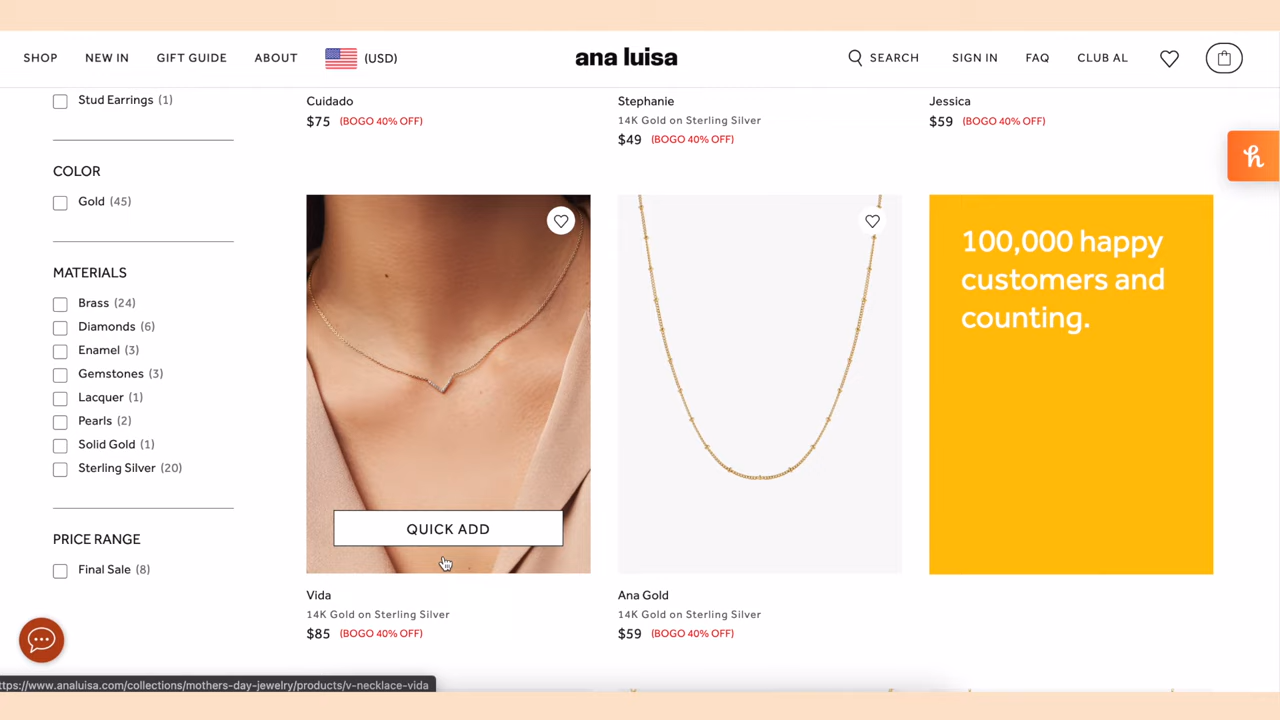 SHOP
NEW IN
GIFT GUIDE
ABOUT
(USD)
ana luisa
SEARCH
SIGN IN
FAQ
CLUB AL
Stud Earrings (1)
COLOR
Gold (45)
MATERIALS
Brass (24)
Diamonds (6)
Enamel (3)
Gemstones (3)
Lacquer (1)
Pearls (2)
Solid Gold (1)
Sterling Silver (20)
PRICE RANGE
Final Sale (8)
Cuidado
$75 (BOGO 40% OFF)
Stephanie
14K Gold on Sterling Silver
$49 (BOGO 40% OFF)
Jessica
$59 (BOGO 40% OFF)
QUICK ADD
Vida
14K Gold on Sterling Silver
$85 (BOGO 40% OFF)
Ana Gold
14K Gold on Sterling Silver
$59 (BOGO 40% OFF)
100,000 happy
customers and
counting.
h
ttps://www.analuisa.com/collections/mothers-day-jewelry/products/v-necklace-vida